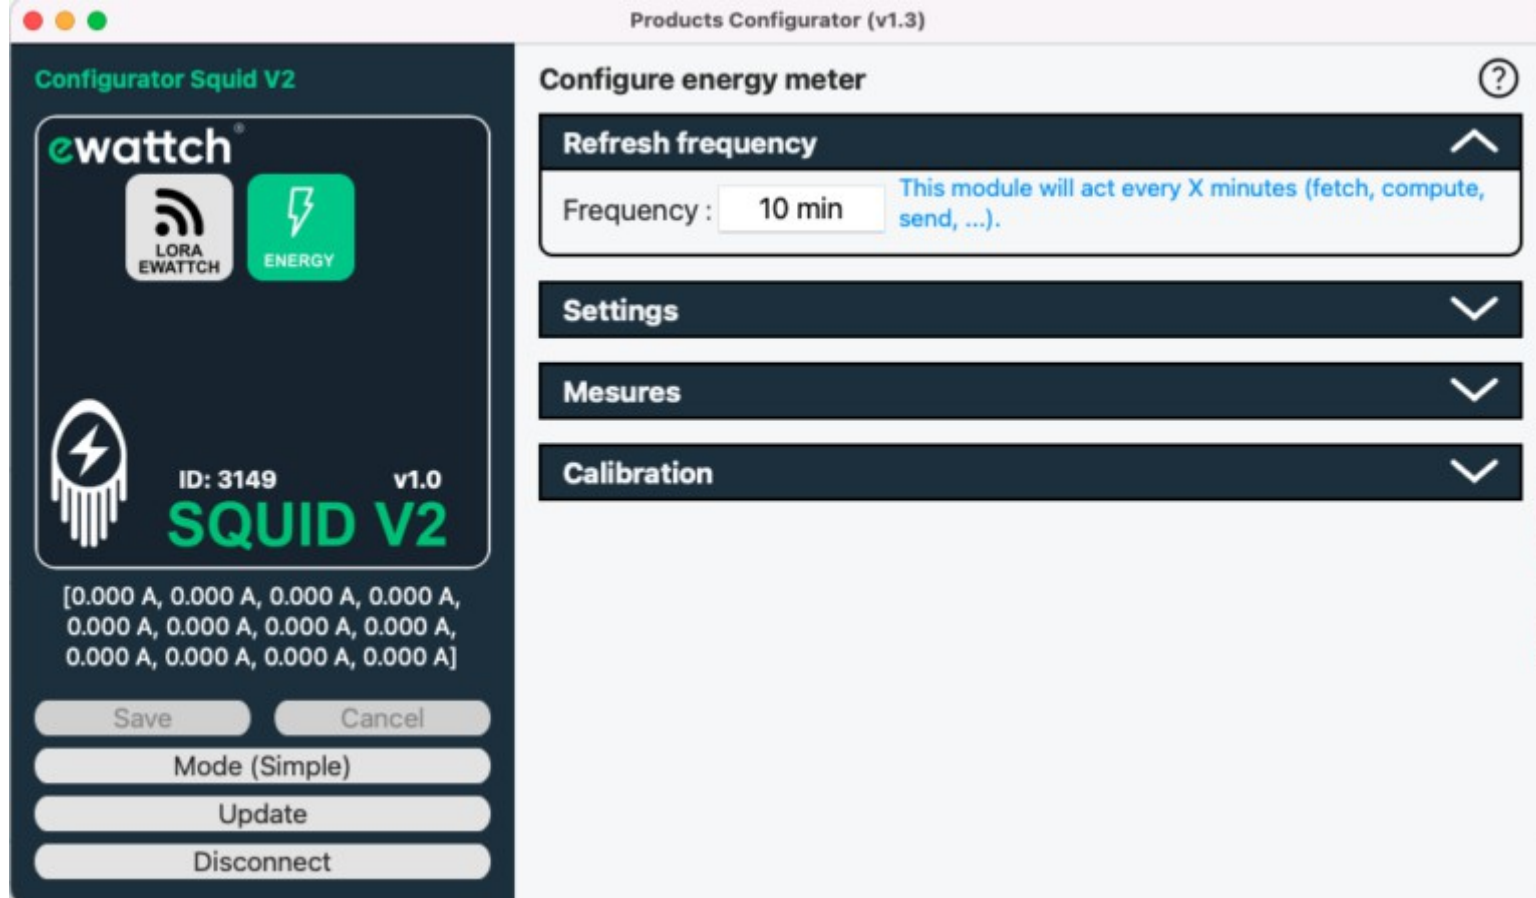 Products Configurator (v1.3)
Configurator Squid V2
ewattch®
LORA
EWATTCH
ENERGY
ID: 3149 v1.0
SQUID V2
[0.000 A, 0.000 A, 0.000 A, 0.000 A,
0.000 A, 0.000 A, 0.000 A, 0.000 A,
0.000 A, 0.000 A, 0.000 A, 0.000 A]
Save Cancel
Mode (Simple)
Update
Disconnect
Configure energy meter ?
Refresh frequency
Frequency : 10 min
This module will act every X minutes (fetch, compute,
send, ...).
Settings
Mesures
Calibration